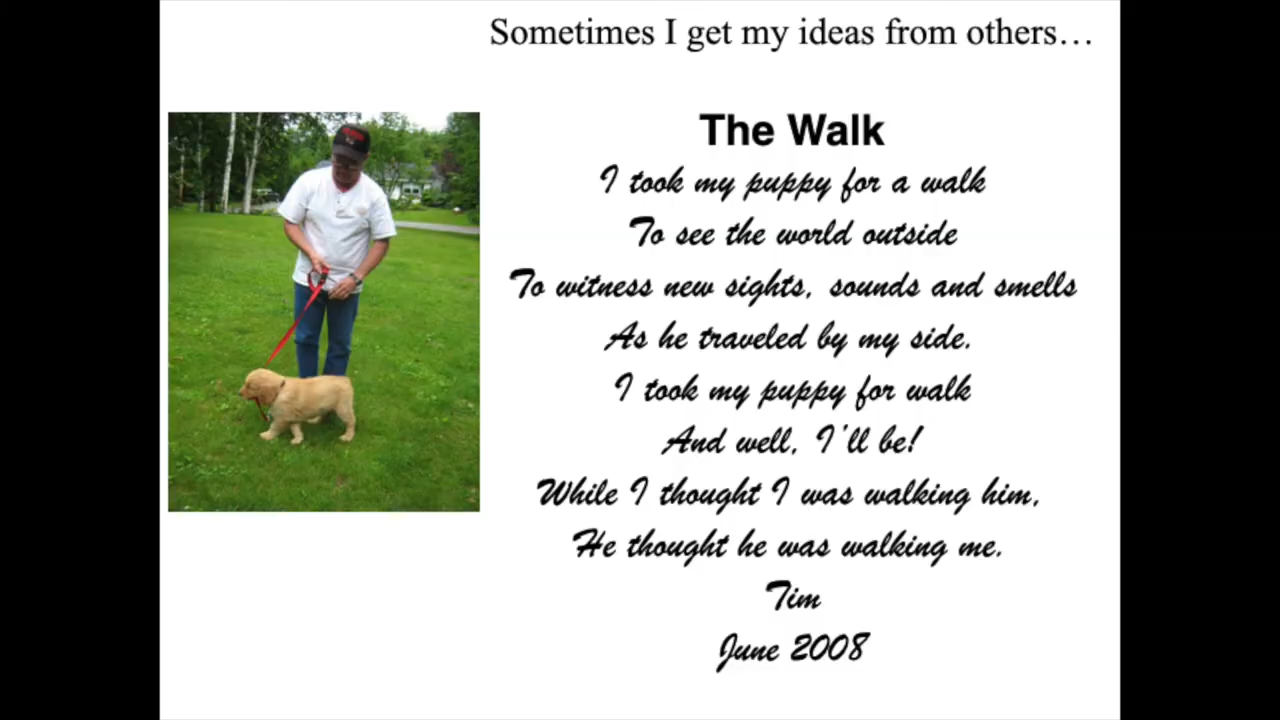 Sometimes I get my ideas from others…
The Walk
I took my puppy for a walk
To see the world outside
To witness new sights, sounds and smells
As he traveled by my side.
I took my puppy for walk
And well, I'll be!
While I thought I was walking him,
He thought he was walking me.
Tim
June 2008